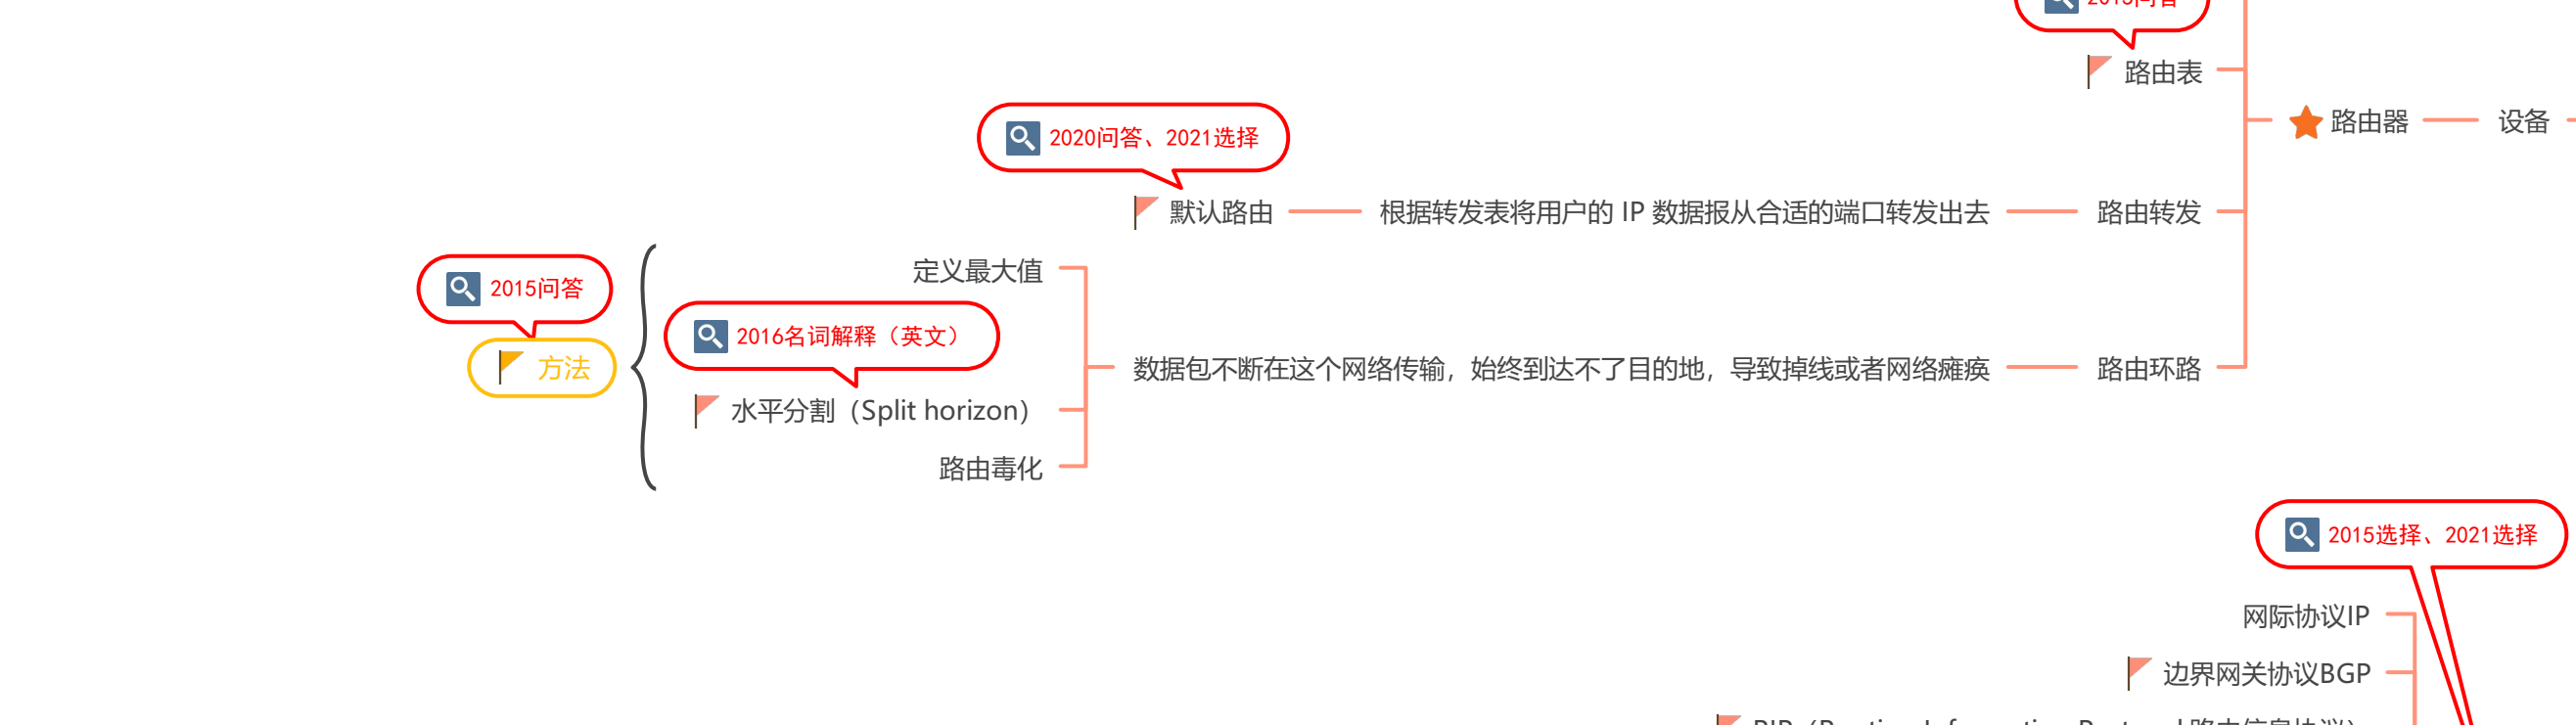 2015问答
路由表
路由器
设备
2020问答、2021选择
默认路由
根据转发表将用户的 IP 数据报从合适的端口转发出去
路由转发
定义最大值
2015问答
2016名词解释（英文）
方法
数据包不断在这个网络传输，始终到达不了目的地，导致掉线或者网络瘫痪
路由环路
水平分割（Split horizon）
路由毒化
2015选择、2021选择
网际协议IP
边界网关协议BGP